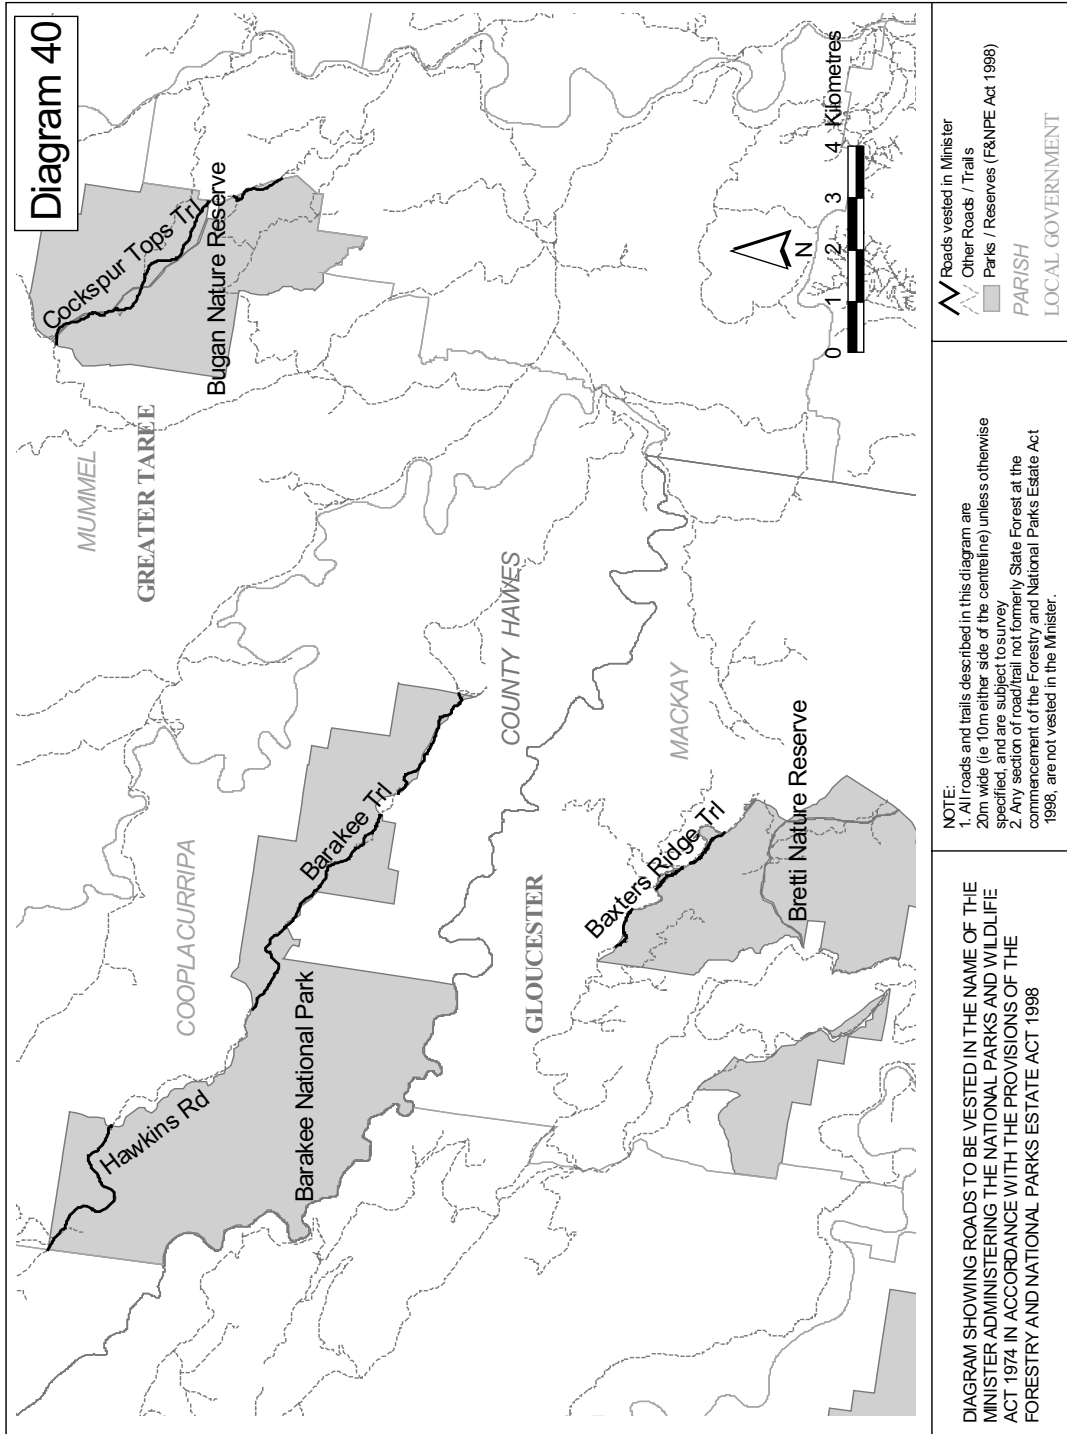 Diagram 40
Cockspur Tops Trl
Bugan Nature Reserve
MUMMEL
GREATER TAREE
COOPLACURRIPA
Hawkins Rd
Barakee National Park
Barakee Trl
COUNTY HAWES
GLOUCESTER
MACKAY
Baxters Ridge Trl
Bretti Nature Reserve
N
0 1 2 3 4 Kilometres
DIAGRAM SHOWING ROADS TO BE VESTED IN THE NAME OF THE
MINISTER ADMINISTERING THE NATIONAL PARKS AND WILDLIFE
ACT 1974 IN ACCORDANCE WITH THE PROVISIONS OF THE
FORESTRY AND NATIONAL PARKS ESTATE ACT 1998
NOTE:
1. All roads and trails described in this diagram are
20m wide (ie 10m either side of the centreline) unless otherwise
specified, and are subject to survey
2. Any section of road/trail not formerly State Forest at the
commencement of the Forestry and National Parks Estate Act
1998, are not vested in the Minister.
Roads vested in Minister
Other Roads / Trails
Parks / Reserves (F&NPE Act 1998)
PARISH
LOCAL GOVERNMENT